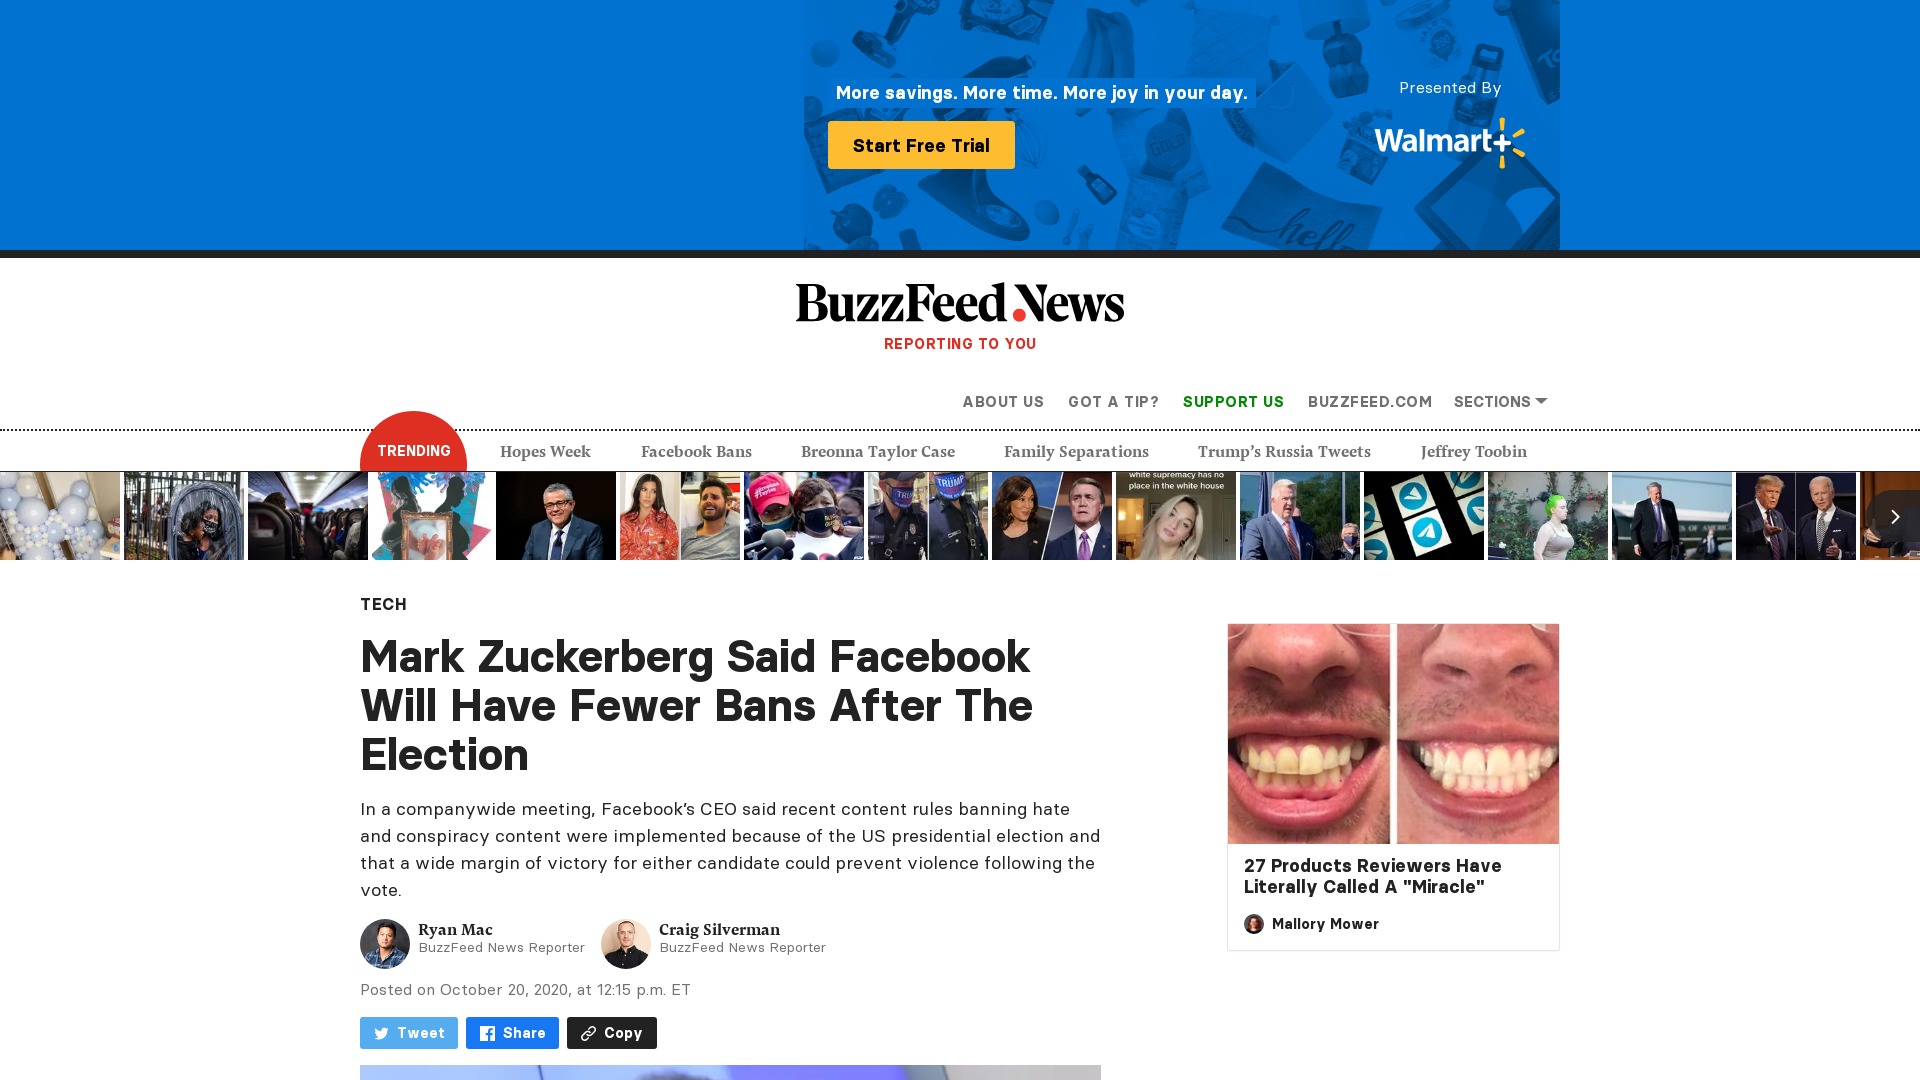 More savings. More time. More joy in your day.
Start Free Trial
Presented By
Walmart+
BuzzFeed News
REPORTING TO YOU
ABOUT US GOT A TIP? SUPPORT US BUZZFEED.COM SECTIONS
TRENDING Hopes Week Facebook Bans Breonna Taylor Case Family Separations Trump’s Russia Tweets Jeffrey Toobin
white supremacy has no
place in the white house
TECH
Mark Zuckerberg Said Facebook
Will Have Fewer Bans After The
Election
In a companywide meeting, Facebook’s CEO said recent content rules banning hate
and conspiracy content were implemented because of the US presidential election and
that a wide margin of victory for either candidate could prevent violence following the
vote.
Ryan Mac
BuzzFeed News Reporter
Craig Silverman
BuzzFeed News Reporter
Posted on October 20, 2020, at 12:15 p.m. ET
Tweet Share Copy
27 Products Reviewers Have
Literally Called A "Miracle"
Mallory Mower